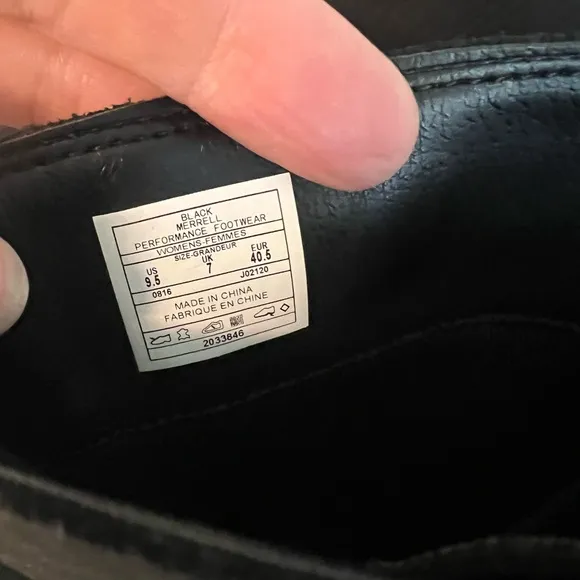 BLACK
MERRELL
PERFORMANCE FOOTWEAR
WOMENS-FEMMES
SIZE-GRANDEUR
US UK EUR
9.5 7 40.5
0816 J02120
MADE IN CHINA
FABRIQUE EN CHINE
2033846